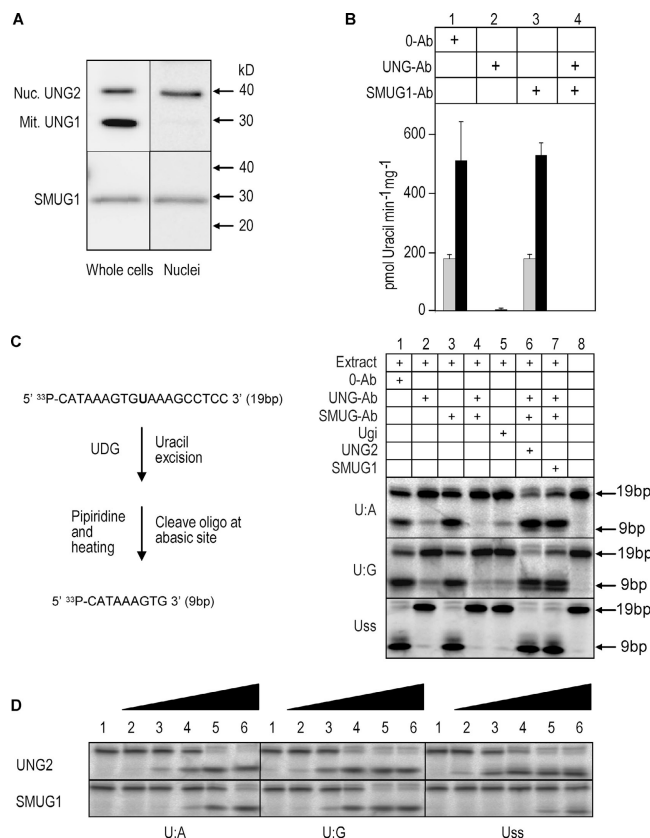 A
kD
Nuc. UNG2
40
Mit. UNG1
30
40
SMUG1
30
20
Whole cells
Nuclei
B
1 2 3 4
0-Ab +
UNG-Ab + +
SMUG1-Ab + +
pmol Uracil min-1mg-1
600
400
200
0
C
5' 33P-CATAAAGTGUAAAGCCTCC 3' (19bp)
UDG
Uracil
excision
Pipiridine
and
heating
Cleave oligo at
abasic site
5' 33P-CATAAAGTG 3' (9bp)
1 2 3 4 5 6 7 8
Extract + + + + + + +
0-Ab +
UNG-Ab + + + +
SMUG-Ab + + + +
Ugi +
UNG2 +
SMUG1 +
19bp
U:A
9bp
19bp
U:G
9bp
19bp
Uss
9bp
D
1 2 3 4 5 6 1 2 3 4 5 6 1 2 3 4 5 6
UNG2
SMUG1
U:A U:G Uss